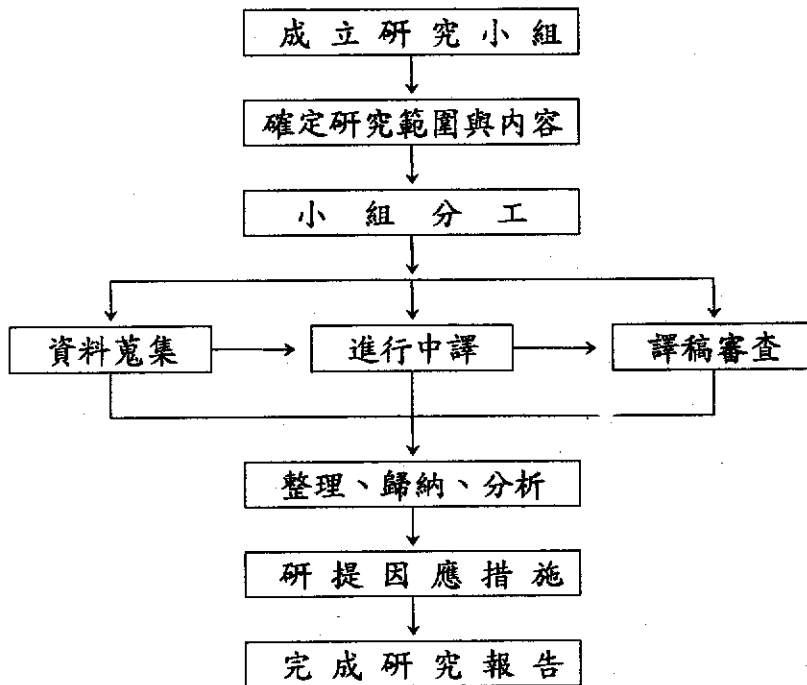 成立研究小組
確定研究範圍與內容
小組分工
資料蒐集
進行中譯
譯稿審查
整理、歸納、分析
研提因應措施
完成研究報告